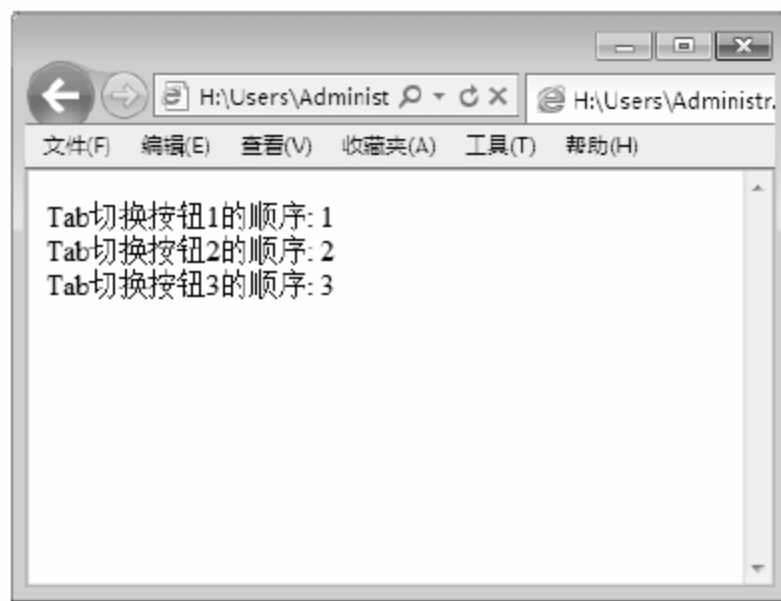 H:\Users\Administ
H:\Users\Administr.
文件(F) 编辑(E) 查看(V) 收藏夹(A) 工具(T) 帮助(H)
Tab切换按钮1的顺序: 1
Tab切换按钮2的顺序: 2
Tab切换按钮3的顺序: 3